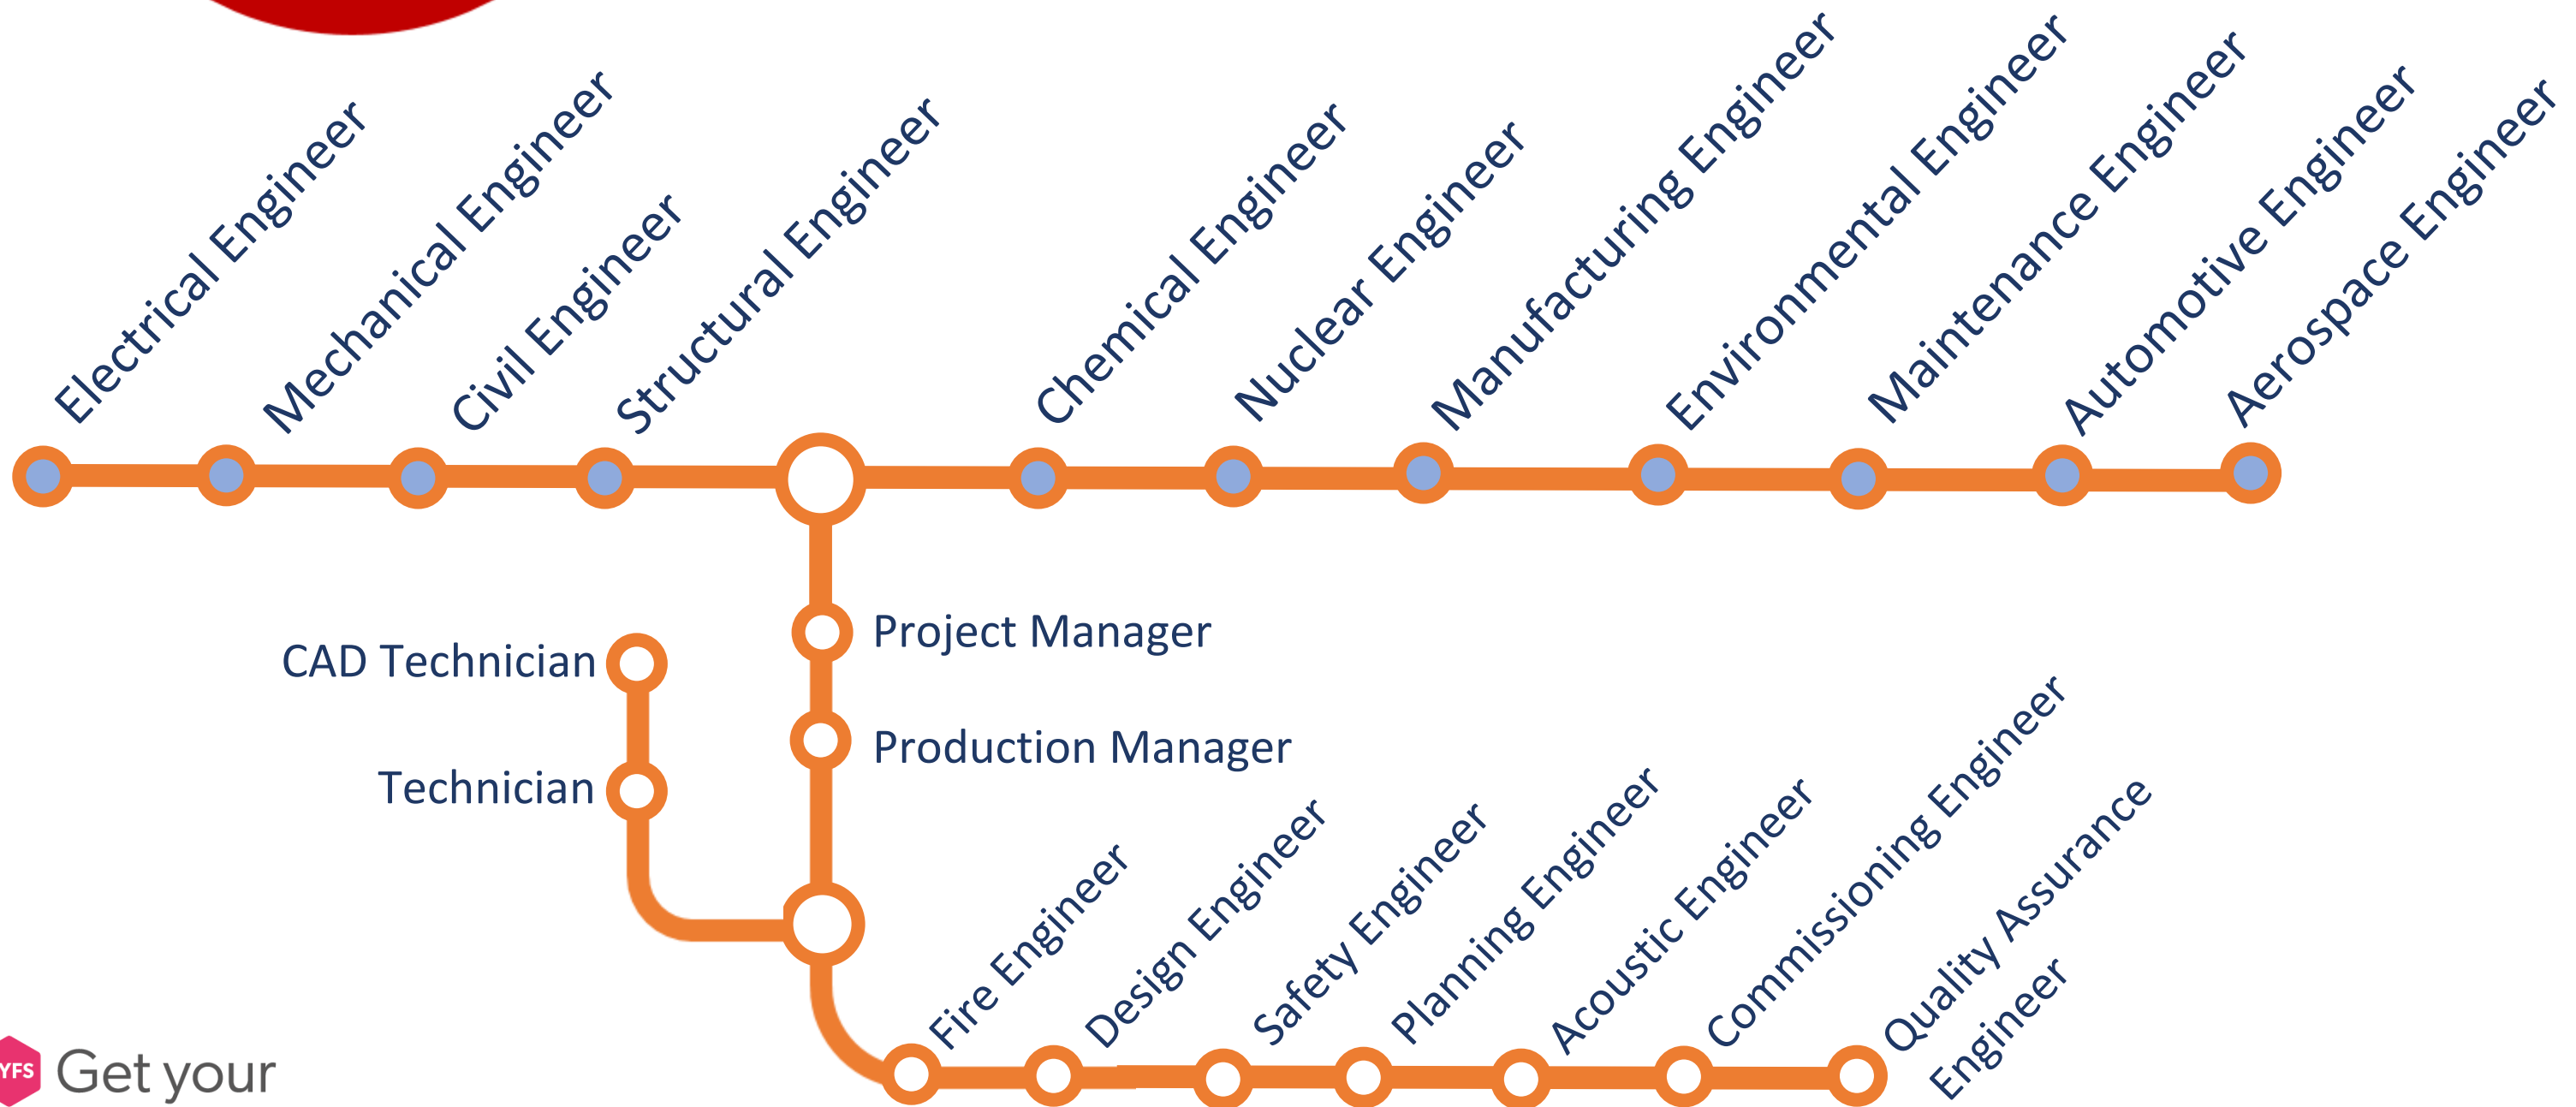 Electrical Engineer
Mechanical Engineer
Civil Engineer
Structural Engineer
Chemical Engineer
Nuclear Engineer
Manufacturing Engineer
Environmental Engineer
Maintenance Engineer
Automotive Engineer
Aerospace Engineer
Project Manager
CAD Technician
Production Manager
Technician
Fire Engineer
Design Engineer
Safety Engineer
Planning Engineer
Acoustic Engineer
Commissioning Engineer
Quality Assurance
Engineer
YFS
Get your